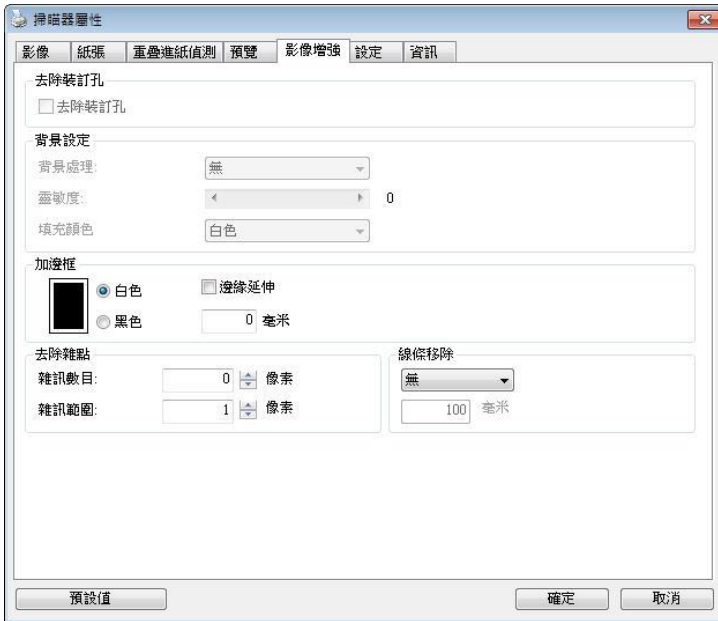 掃瞄器屬性
影像 紙張 重疊進紙偵測 預覽 影像增強 設定 資訊
去除裝訂孔
去除裝訂孔
背景設定
背景處理: 無
靈敏度: 0
填充顏色 白色
加邊框
白色 邊緣延伸
黑色 0 毫米
去除雜點 線條移除
雜訊數目: 0 像素 無
雜訊範圍: 1 像素 100 毫米
預設值 確定 取消